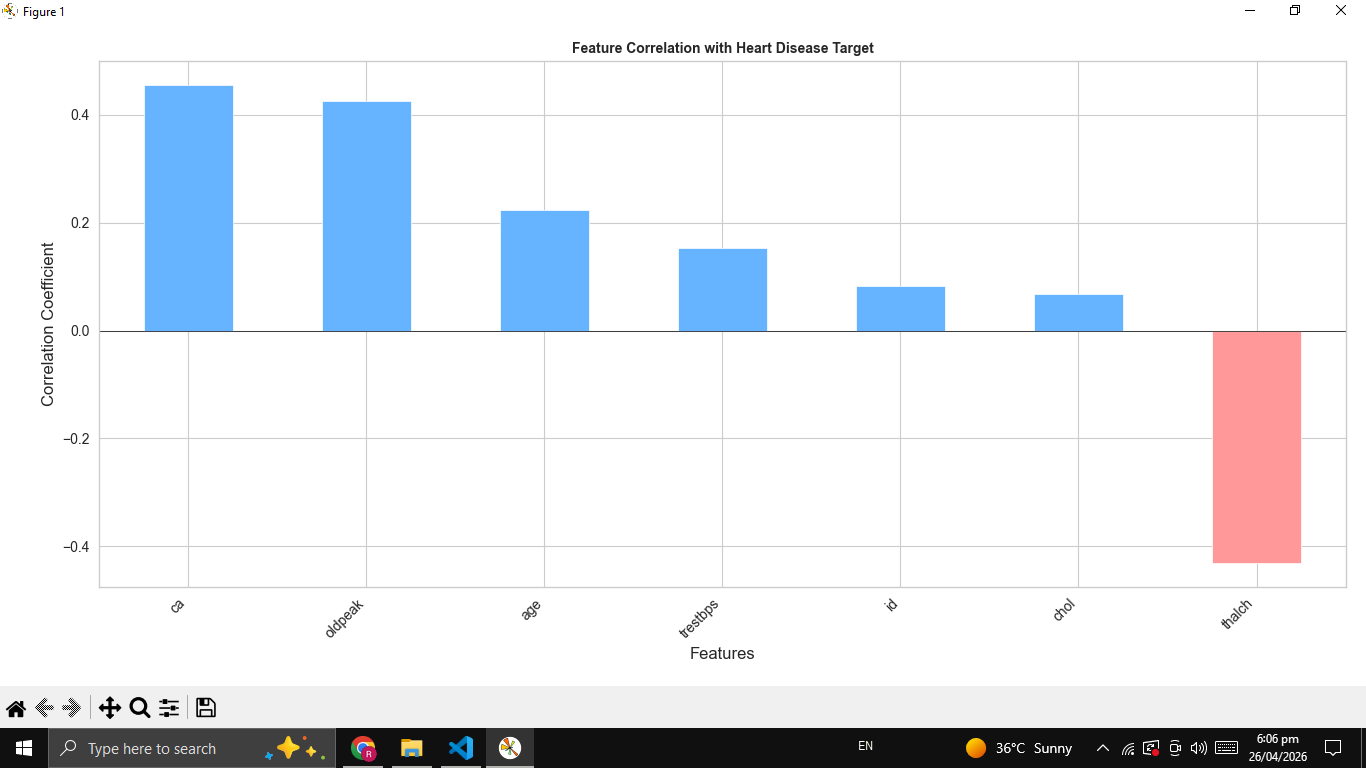 Figure 1
Feature Correlation with Heart Disease Target
0.4
0.2
0.0
−0.2
−0.4
Correlation Coefficient
ca
oldpeak
age
trestbps
id
chol
thalch
Features
Type here to search
R
EN
36°C Sunny
6:06 pm
26/04/2026